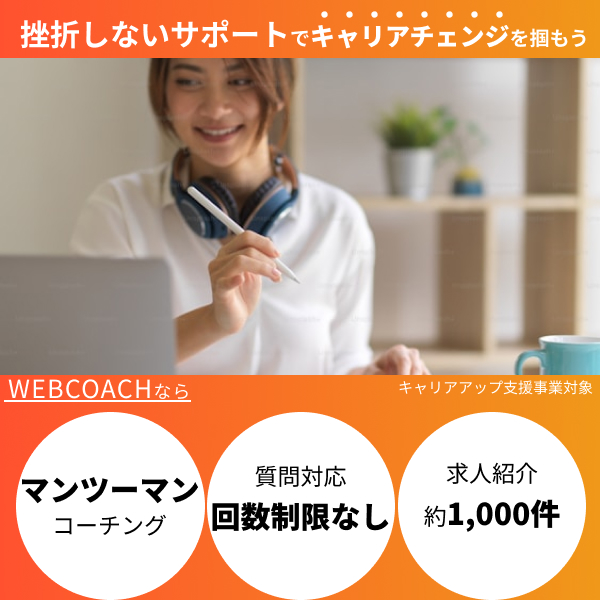 挫折しないサポートでキャリアチェンジを掴もう
WEBCOACHなら
キャリアアップ支援事業対象
マンツーマン
コーチング
質問対応
回数制限なし
求人紹介
約1,000件